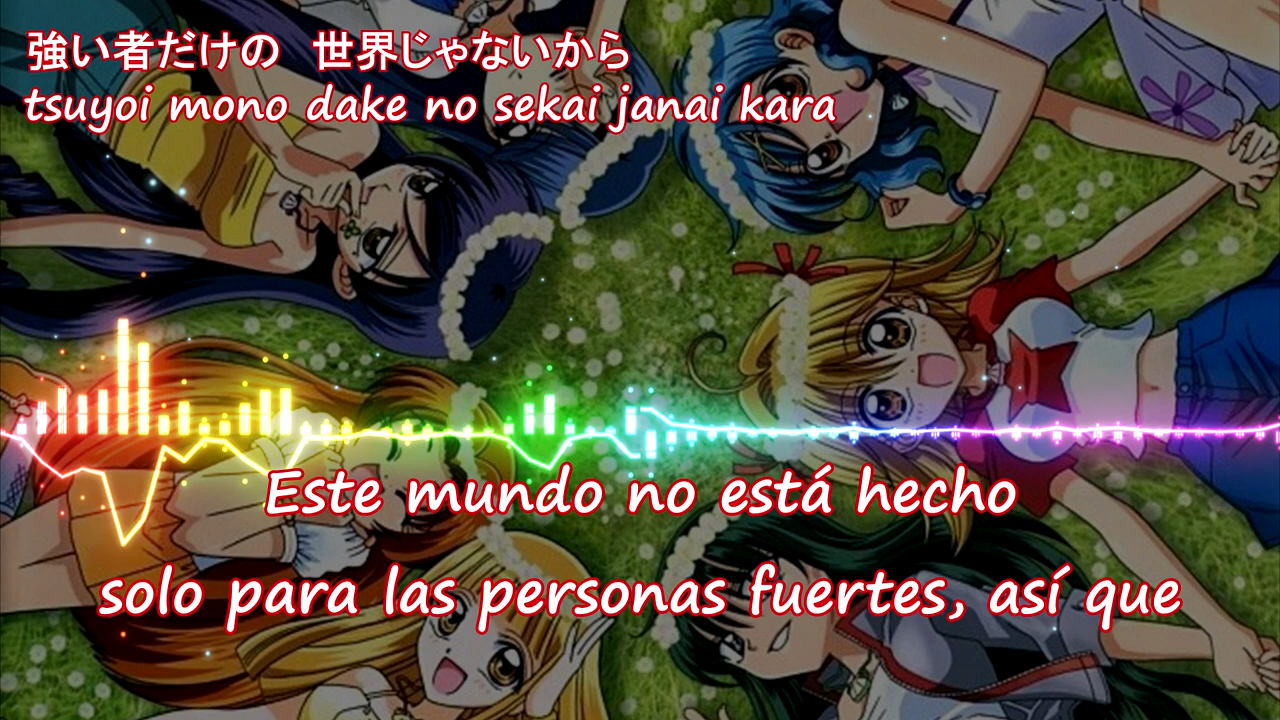 強い者だけの　世界じゃないから
tsuyoi mono dake no sekai janai kara
Este mundo no está hecho
solo para las personas fuertes, así que